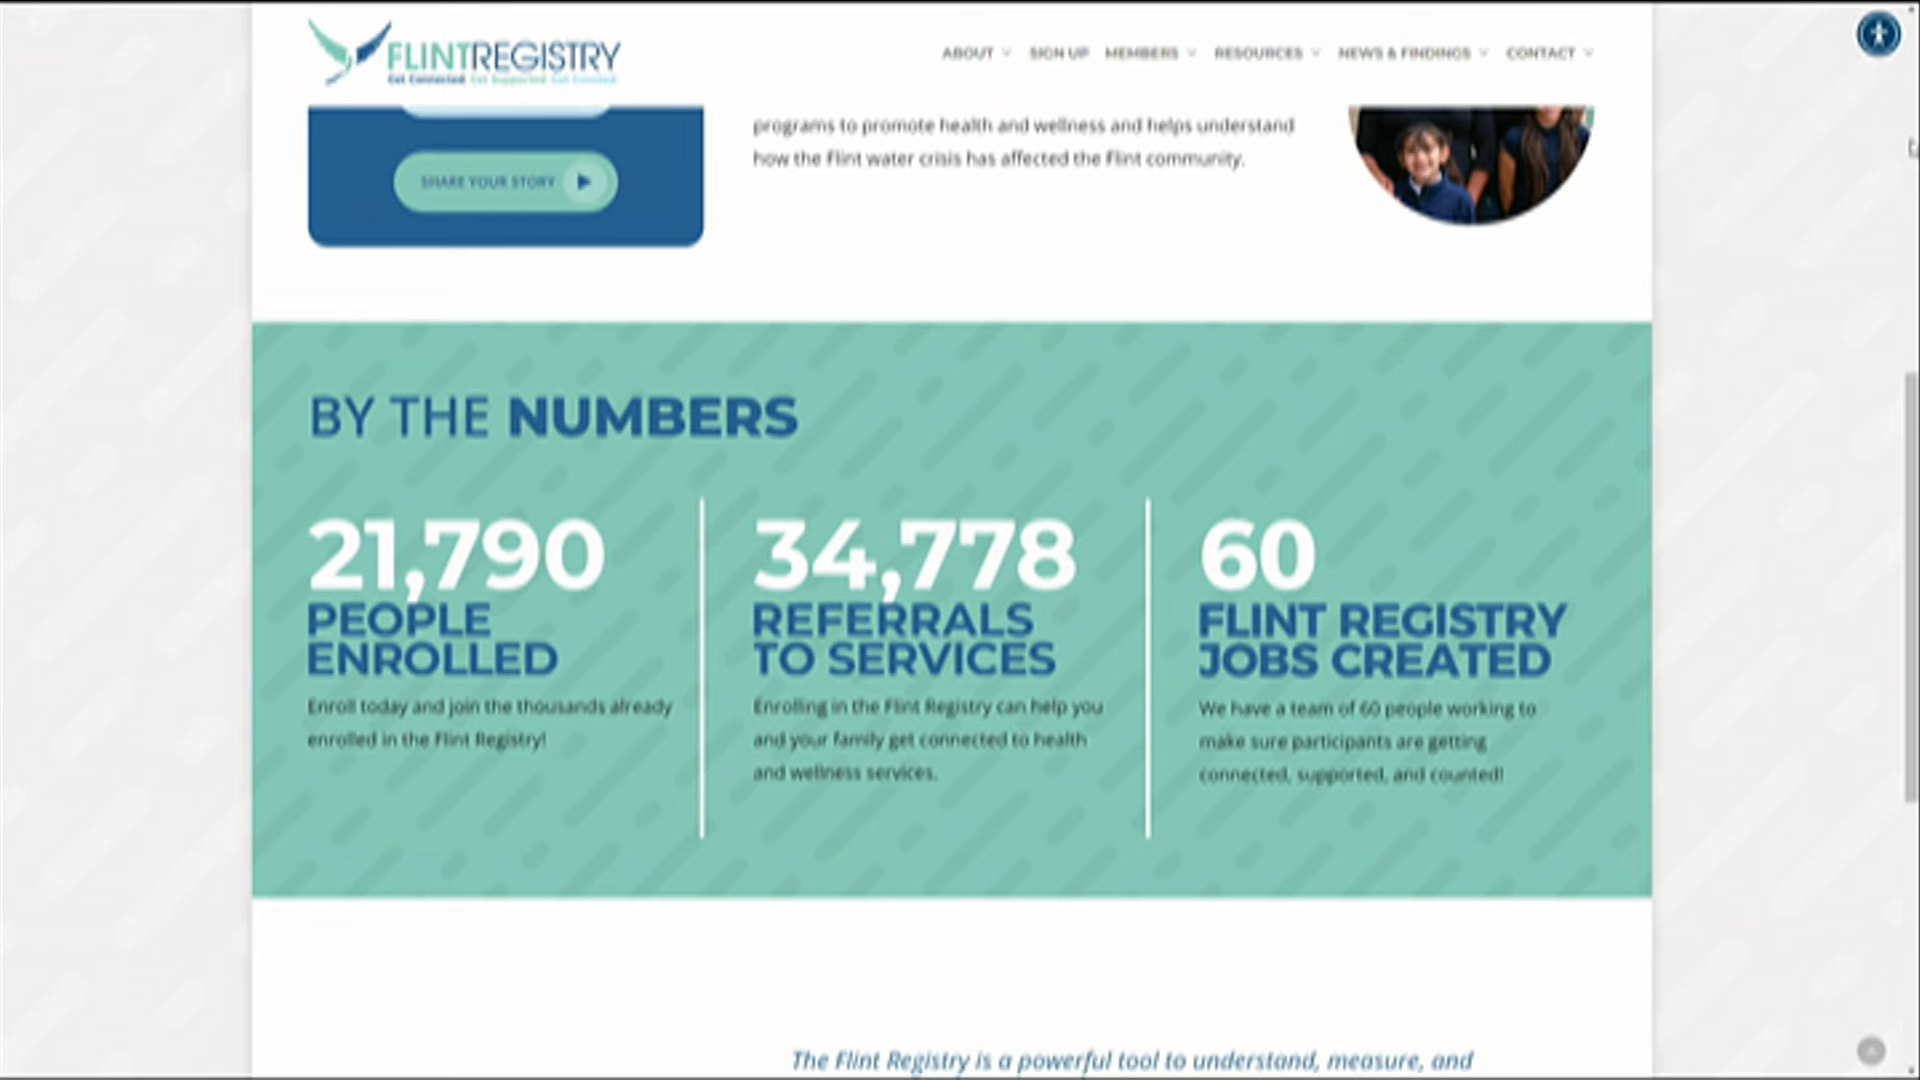 FLINTREGISTRY
Get Connected. Get Supported. Get Counted.
ABOUT SIGN UP MEMBERS RESOURCES NEWS & FINDINGS CONTACT
SHARE YOUR STORY
programs to promote health and wellness and helps understand
how the Flint water crisis has affected the Flint community.
BY THE NUMBERS
21,790
PEOPLE
ENROLLED
Enroll today and join the thousands already
enrolled in the Flint Registry!
34,778
REFERRALS
TO SERVICES
Enrolling in the Flint Registry can help you
and your family get connected to health
and wellness services.
60
FLINT REGISTRY
JOBS CREATED
We have a team of 60 people working to
make sure participants are getting
connected, supported, and counted!
The Flint Registry is a powerful tool to understand, measure, and